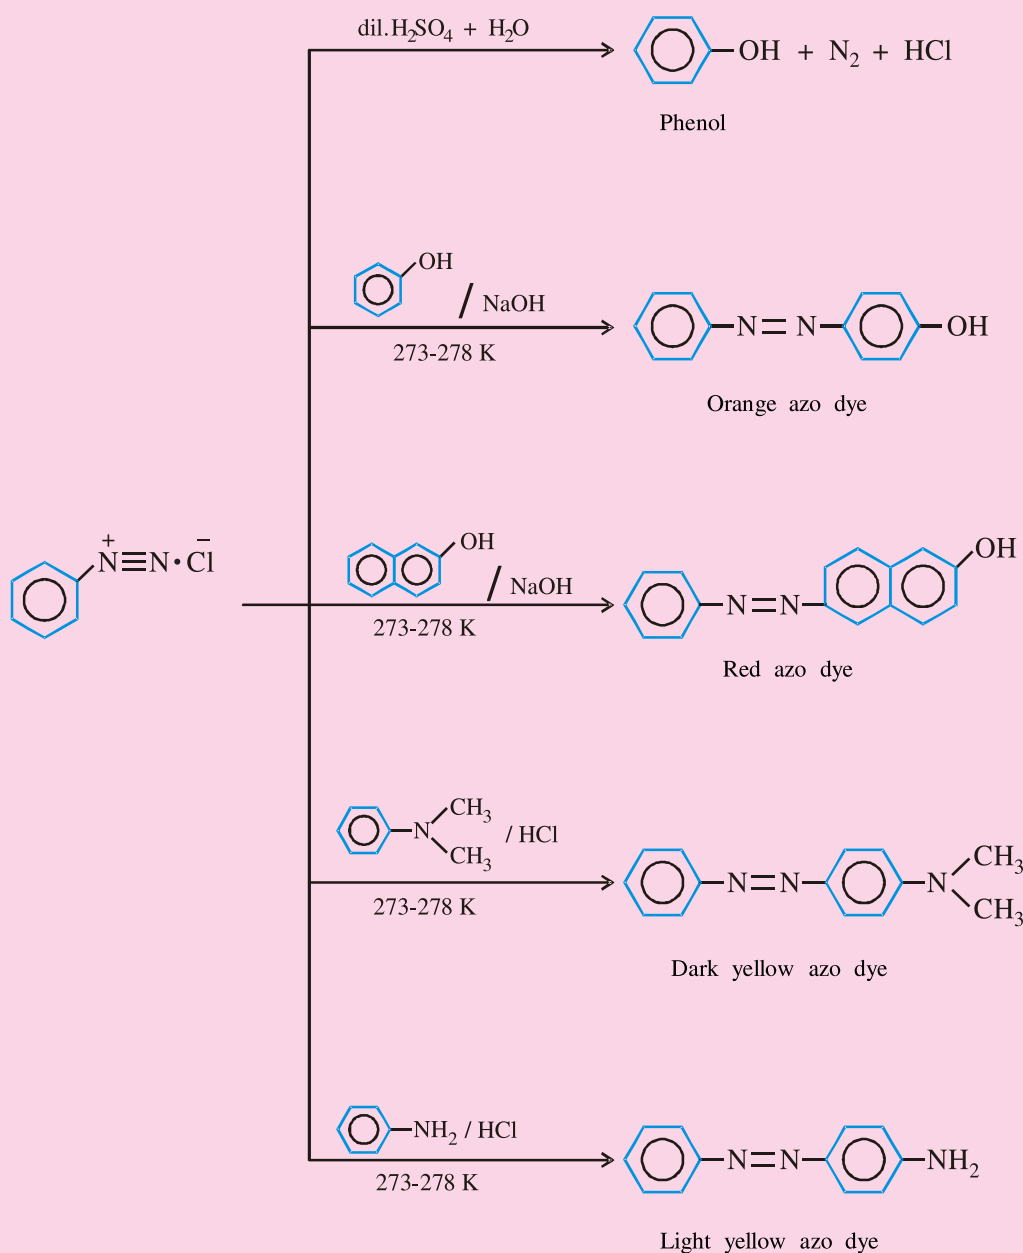 dil.H₂SO₄ + H₂O
OH + N₂ + HCl
Phenol
OH
/ NaOH
273-278 K
N=N OH
Orange azo dye
+ −
N≡N·Cl
OH
/ NaOH
273-278 K
N=N OH
Red azo dye
CH₃
N
CH₃
/ HCl
273-278 K
N=N N
CH₃
CH₃
Dark yellow azo dye
NH₂ / HCl
273-278 K
N=N NH₂
Light yellow azo dye